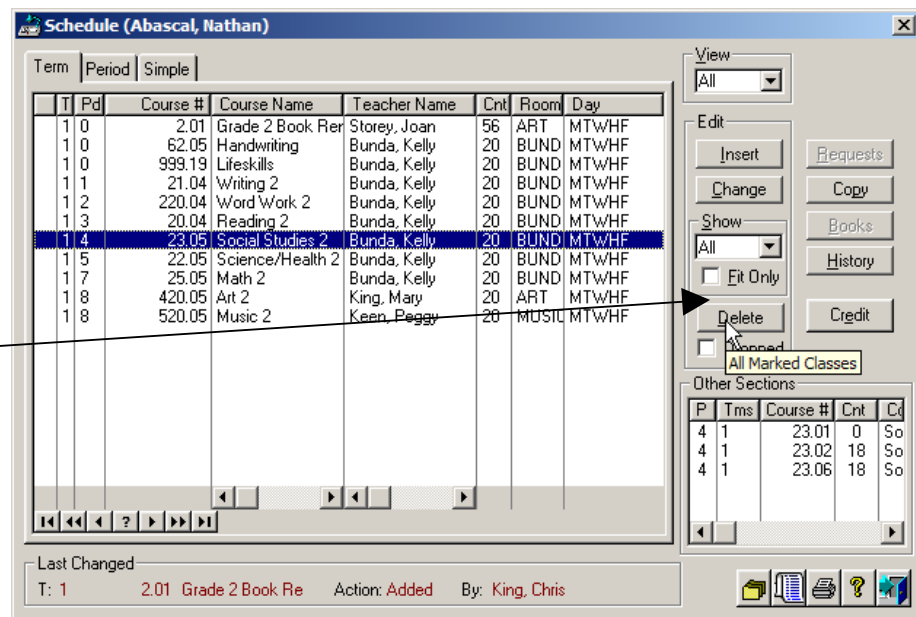 Schedule (Abascal, Nathan)
Term Period Simple
T Pd Course # Course Name Teacher Name Cnt Room Day
1 0 2.01 Grade 2 Book Rer Storey, Joan 56 ART MTWHF
1 0 62.05 Handwriting Bunda, Kelly 20 BUND MTWHF
1 0 999.19 Lifeskills Bunda, Kelly 20 BUND MTWHF
1 1 21.04 Writing 2 Bunda, Kelly 20 BUND MTWHF
1 2 220.04 Word Work 2 Bunda, Kelly 20 BUND MTWHF
1 3 20.04 Reading 2 Bunda, Kelly 20 BUND MTWHF
1 4 23.05 Social Studies 2 Bunda, Kelly 20 BUND MTWHF
1 5 22.05 Science/Health 2 Bunda, Kelly 20 BUND MTWHF
1 7 25.05 Math 2 Bunda, Kelly 20 BUND MTWHF
1 8 420.05 Art 2 King, Mary 20 ART MTWHF
1 8 520.05 Music 2 Keen, Peggy 20 MUSIC MTWHF
?
View
All
Edit
Insert
Change
Show
All
Fit Only
Delete
All Marked Classes
Requests
Copy
Books
History
Credit
Other Sections
P Tms Course # Cnt Co
4 1 23.01 0 So
4 1 23.02 18 So
4 1 23.06 18 So
Last Changed
T: 1 2.01 Grade 2 Book Re Action: Added By: King, Chris
?